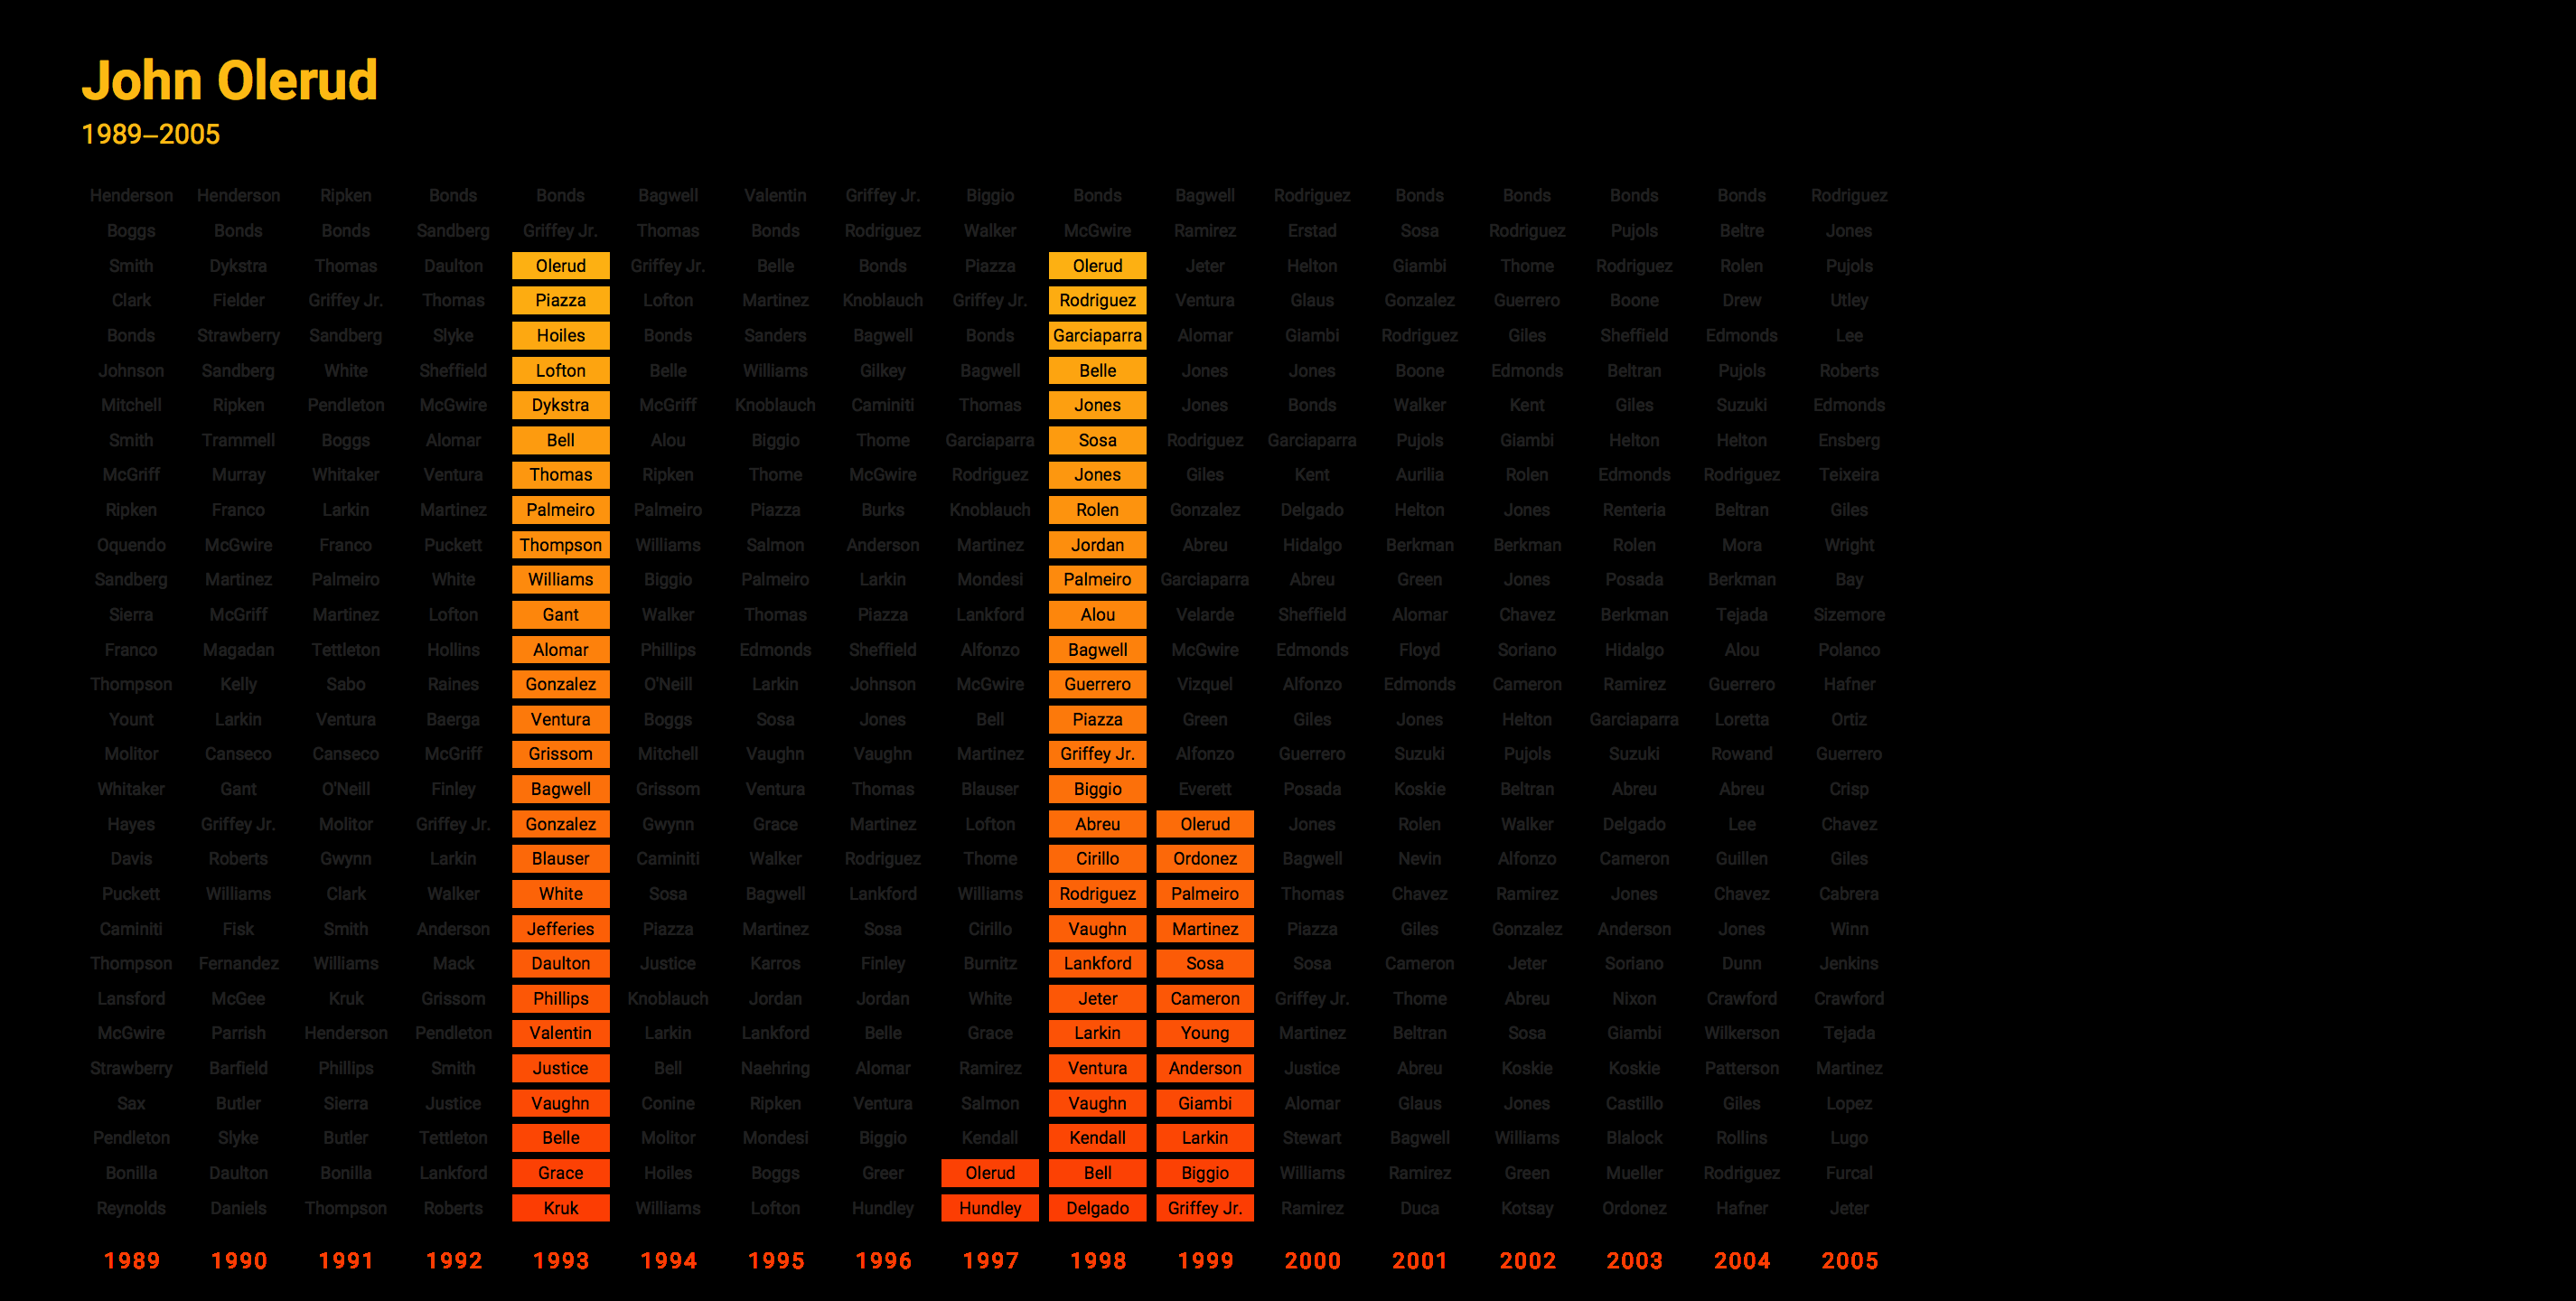 John Olerud
1989–2005
Henderson Henderson Ripken Bonds Bonds Bagwell Valentin Griffey Jr. Biggio Bonds Bagwell Rodriguez Bonds Bonds Bonds Bonds Rodriguez
Boggs Bonds Bonds Sandberg Griffey Jr. Thomas Bonds Rodriguez Walker McGwire Ramirez Erstad Sosa Rodriguez Pujols Beltre Jones
Smith Dykstra Thomas Daulton Olerud Griffey Jr. Belle Bonds Piazza Olerud Jeter Helton Giambi Thome Rodriguez Rolen Pujols
Clark Fielder Griffey Jr. Thomas Piazza Lofton Martinez Knoblauch Griffey Jr. Rodriguez Ventura Glaus Gonzalez Guerrero Boone Drew Utley
Bonds Strawberry Sandberg Slyke Hoiles Bonds Sanders Bagwell Bonds Garciaparra Alomar Giambi Rodriguez Giles Sheffield Edmonds Lee
Johnson Sandberg White Sheffield Lofton Belle Williams Gilkey Bagwell Belle Jones Jones Boone Edmonds Beltran Pujols Roberts
Mitchell Ripken Pendleton McGwire Dykstra McGriff Knoblauch Caminiti Thomas Jones Jones Bonds Walker Kent Giles Suzuki Edmonds
Smith Trammell Boggs Alomar Bell Alou Biggio Thome Garciaparra Sosa Rodriguez Garciaparra Pujols Giambi Helton Helton Ensberg
McGriff Murray Whitaker Ventura Thomas Ripken Thome McGwire Rodriguez Jones Giles Kent Aurilia Rolen Edmonds Rodriguez Teixeira
Ripken Franco Larkin Martinez Palmeiro Palmeiro Piazza Burks Knoblauch Rolen Gonzalez Delgado Helton Jones Renteria Beltran Giles
Oquendo McGwire Franco Puckett Thompson Williams Salmon Anderson Martinez Jordan Abreu Hidalgo Berkman Berkman Rolen Mora Wright
Sandberg Martinez Palmeiro White Williams Biggio Palmeiro Larkin Mondesi Palmeiro Garciaparra Abreu Green Jones Posada Berkman Bay
Sierra McGriff Martinez Lofton Gant Walker Thomas Piazza Lankford Alou Velarde Sheffield Alomar Chavez Berkman Tejada Sizemore
Franco Magadan Tettleton Hollins Alomar Phillips Edmonds Sheffield Alfonzo Bagwell McGwire Edmonds Floyd Soriano Hidalgo Alou Polanco
Thompson Kelly Sabo Raines Gonzalez O'Neill Larkin Johnson McGwire Guerrero Vizquel Alfonzo Edmonds Cameron Ramirez Guerrero Hafner
Yount Larkin Ventura Baerga Ventura Boggs Sosa Jones Bell Piazza Green Giles Jones Helton Garciaparra Loretta Ortiz
Molitor Canseco Canseco McGriff Grissom Mitchell Vaughn Vaughn Martinez Griffey Jr. Alfonzo Guerrero Suzuki Pujols Suzuki Rowand Guerrero
Whitaker Gant O'Neill Finley Bagwell Grissom Ventura Thomas Blauser Biggio Everett Posada Koskie Beltran Abreu Abreu Crisp
Hayes Griffey Jr. Molitor Griffey Jr. Gonzalez Gwynn Grace Martinez Lofton Abreu Olerud Jones Rolen Walker Delgado Lee Chavez
Davis Roberts Gwynn Larkin Blauser Caminiti Walker Rodriguez Thome Cirillo Ordonez Bagwell Nevin Alfonzo Cameron Guillen Giles
Puckett Williams Clark Walker White Sosa Bagwell Lankford Williams Rodriguez Palmeiro Thomas Chavez Ramirez Jones Chavez Cabrera
Caminiti Fisk Smith Anderson Jefferies Piazza Martinez Sosa Cirillo Vaughn Martinez Piazza Giles Gonzalez Anderson Jones Winn
Thompson Fernandez Williams Mack Daulton Justice Karros Finley Burnitz Lankford Sosa Sosa Cameron Jeter Soriano Dunn Jenkins
Lansford McGee Kruk Grissom Phillips Knoblauch Jordan Jordan White Jeter Cameron Griffey Jr. Thome Abreu Nixon Crawford Crawford
McGwire Parrish Henderson Pendleton Valentin Larkin Lankford Belle Grace Larkin Young Martinez Beltran Sosa Giambi Wilkerson Tejada
Strawberry Barfield Phillips Smith Justice Bell Naehring Alomar Ramirez Ventura Anderson Justice Abreu Koskie Koskie Patterson Martinez
Sax Butler Sierra Justice Vaughn Conine Ripken Ventura Salmon Vaughn Giambi Alomar Glaus Jones Castillo Giles Lopez
Pendleton Slyke Butler Tettleton Belle Molitor Mondesi Biggio Kendall Kendall Larkin Stewart Bagwell Williams Blalock Rollins Lugo
Bonilla Daulton Bonilla Lankford Grace Hoiles Boggs Greer Olerud Bell Biggio Williams Ramirez Green Mueller Rodriguez Furcal
Reynolds Daniels Thompson Roberts Kruk Williams Lofton Hundley Hundley Delgado Griffey Jr. Ramirez Duca Kotsay Ordonez Hafner Jeter
1989 1990 1991 1992 1993 1994 1995 1996 1997 1998 1999 2000 2001 2002 2003 2004 2005